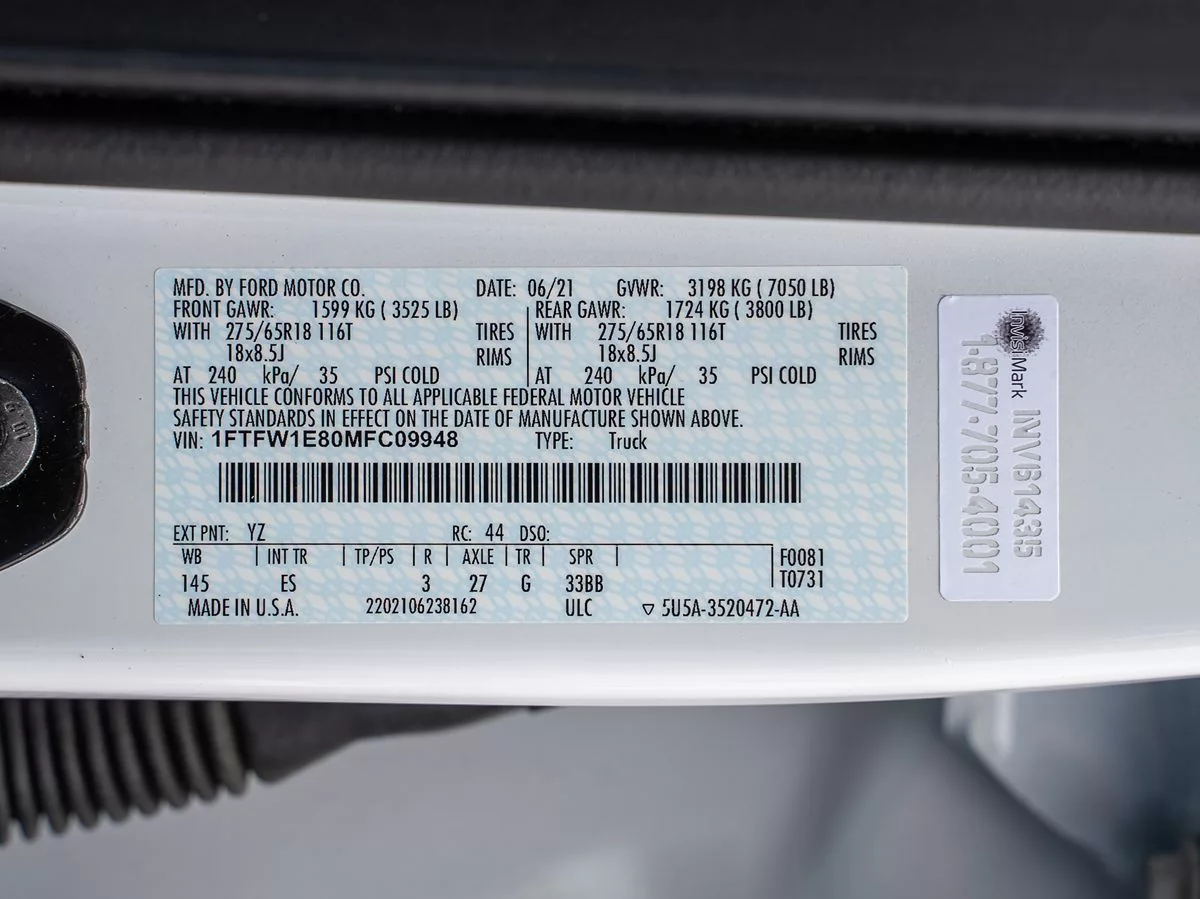 MFD. BY FORD MOTOR CO. DATE: 06/21 GVWR: 3198 KG ( 7050 LB)
FRONT GAWR: 1599 KG ( 3525 LB) REAR GAWR: 1724 KG ( 3800 LB)
WITH 275/65R18 116T TIRES WITH 275/65R18 116T TIRES
18x8.5J RIMS 18x8.5J RIMS
AT 240 kPa/ 35 PSI COLD AT 240 kPa/ 35 PSI COLD
THIS VEHICLE CONFORMS TO ALL APPLICABLE FEDERAL MOTOR VEHICLE
SAFETY STANDARDS IN EFFECT ON THE DATE OF MANUFACTURE SHOWN ABOVE.
VIN: 1FTFW1E80MFC09948 TYPE: Truck
EXT PNT: YZ RC: 44 DSO:
WB INT TR TP/PS R AXLE TR SPR F0081
145 ES 3 27 G 33BB T0731
MADE IN U.S.A. 2202106238162 ULC ▽ 5U5A-3520472-AA
InvisiMark
INV61435
1-877-705-4001